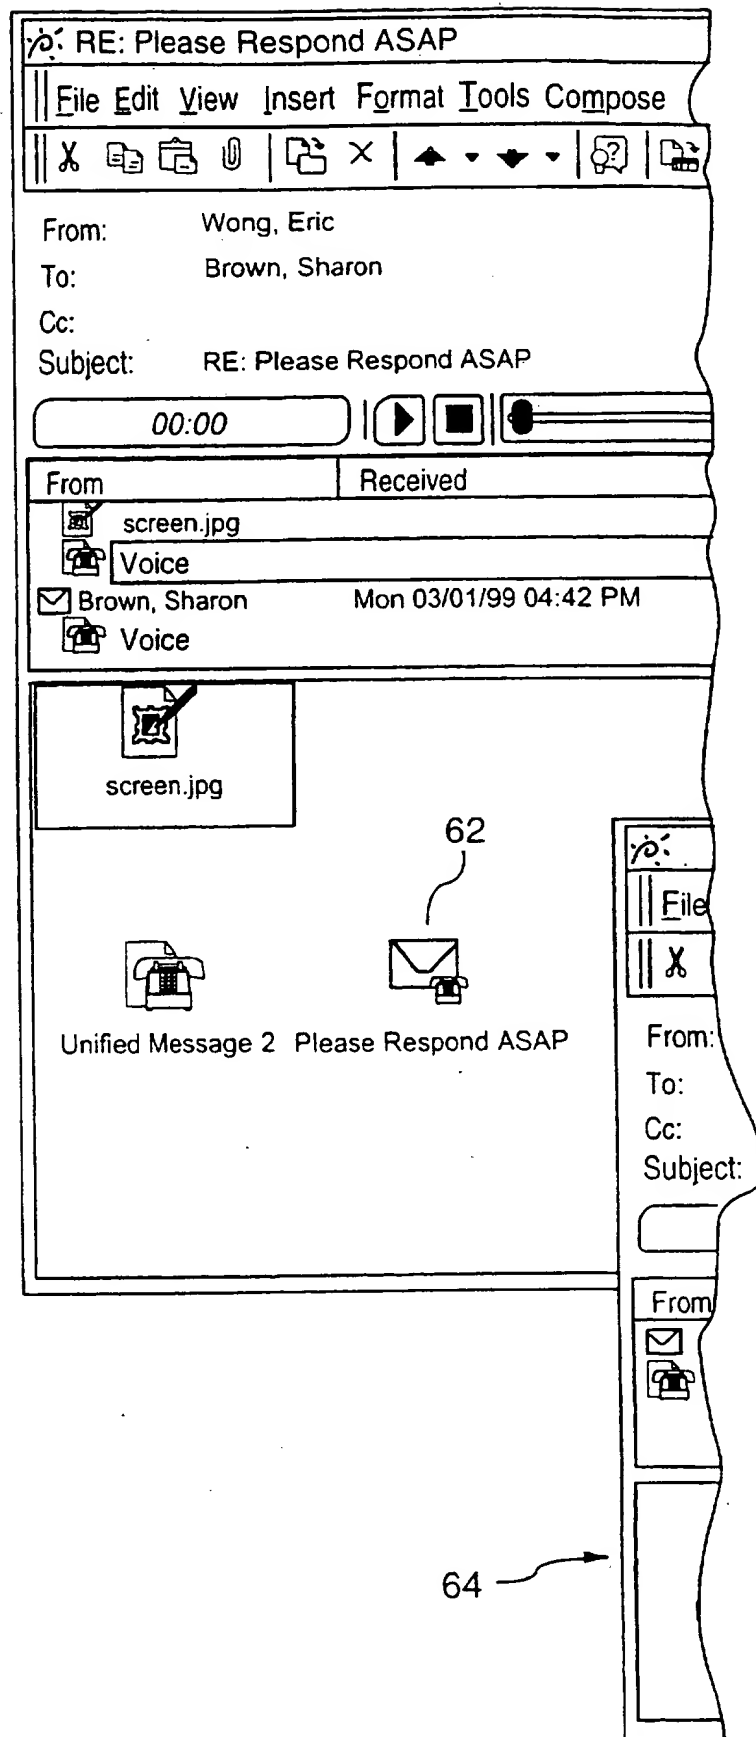 RE: Please Respond ASAP
File Edit View Insert Format Tools Compose
From: Wong, Eric
To: Brown, Sharon
Cc:
Subject: RE: Please Respond ASAP
00:00
From Received
screen.jpg
Voice
Brown, Sharon Mon 03/01/99 04:42 PM
Voice
screen.jpg
62
Unified Message 2 Please Respond ASAP
File
From:
To:
Cc:
Subject:
From
64